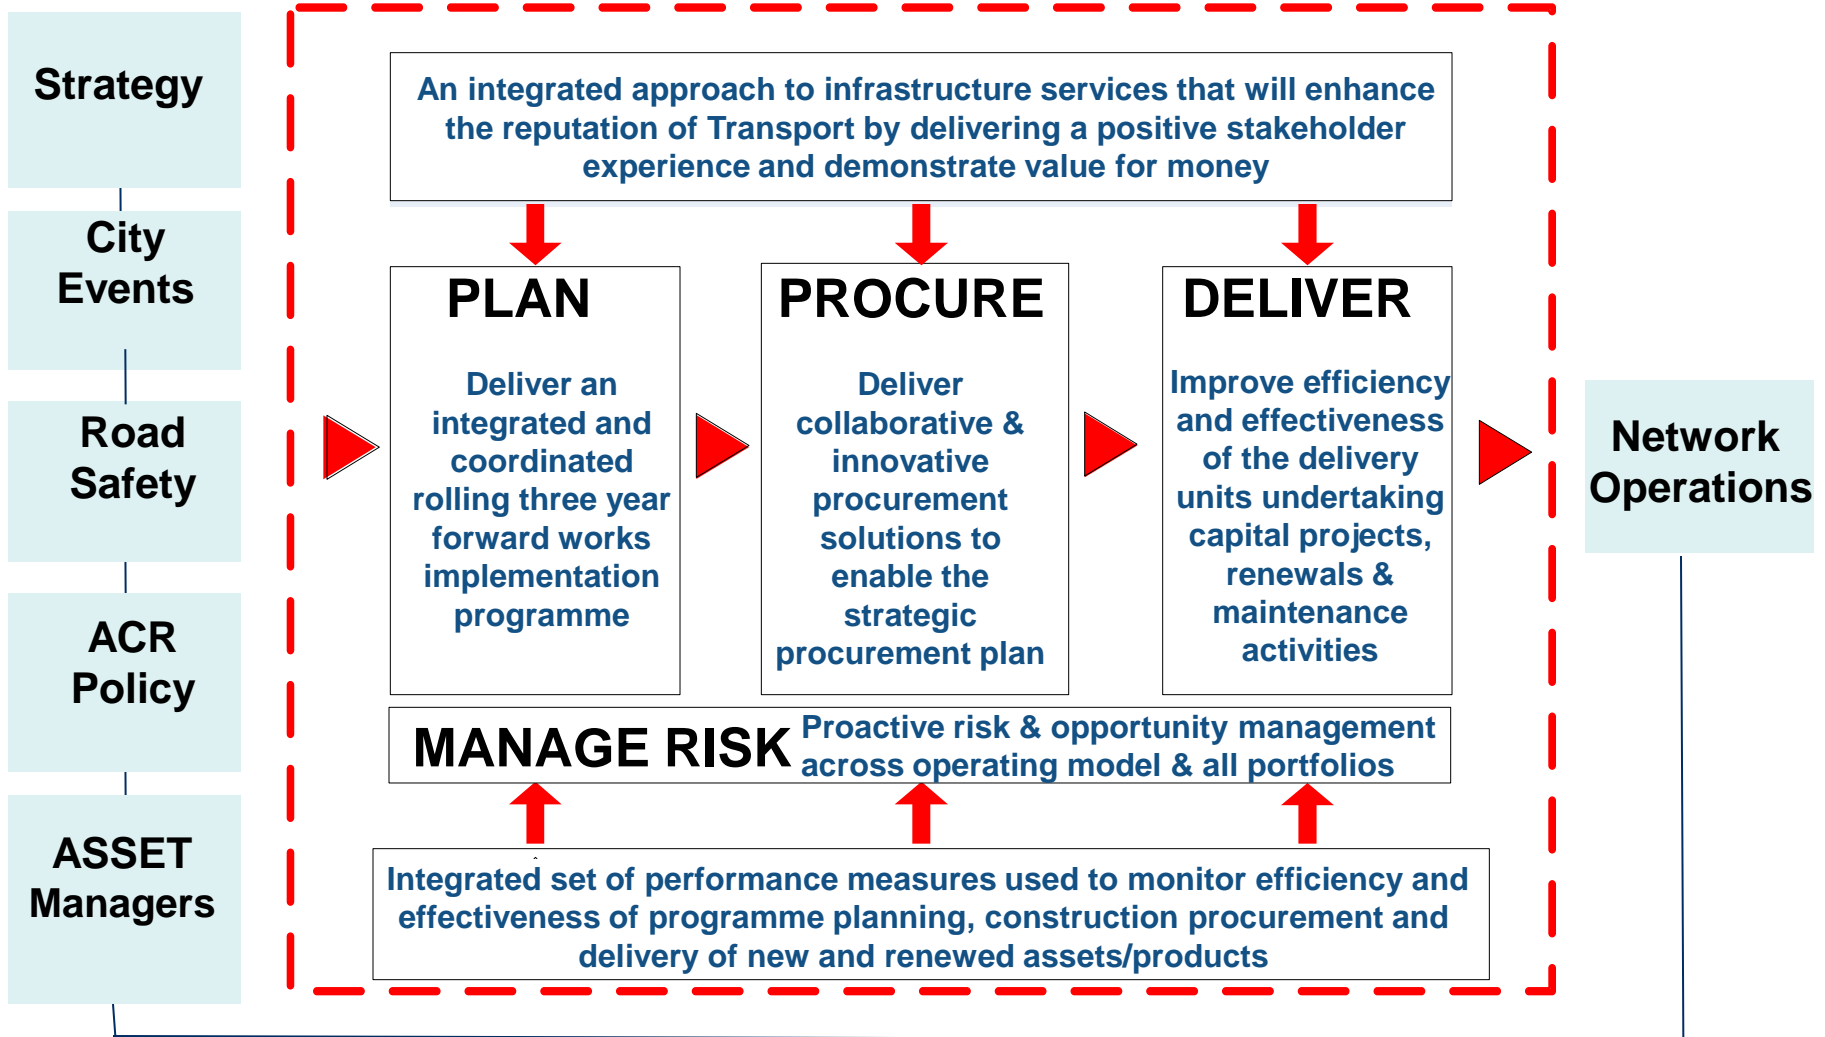 Strategy
City
Events
Road
Safety
ACR
Policy
ASSET
Managers
An integrated approach to infrastructure services that will enhance
the reputation of Transport by delivering a positive stakeholder
experience and demonstrate value for money
PLAN
Deliver an
integrated and
coordinated
rolling three year
forward works
implementation
programme
PROCURE
Deliver
collaborative &
innovative
procurement
solutions to
enable the
strategic
procurement plan
DELIVER
Improve efficiency
and effectiveness
of the delivery
units undertaking
capital projects,
renewals &
maintenance
activities
MANAGE RISK
Proactive risk & opportunity management
across operating model & all portfolios
Integrated set of performance measures used to monitor efficiency and
effectiveness of programme planning, construction procurement and
delivery of new and renewed assets/products
Network
Operations